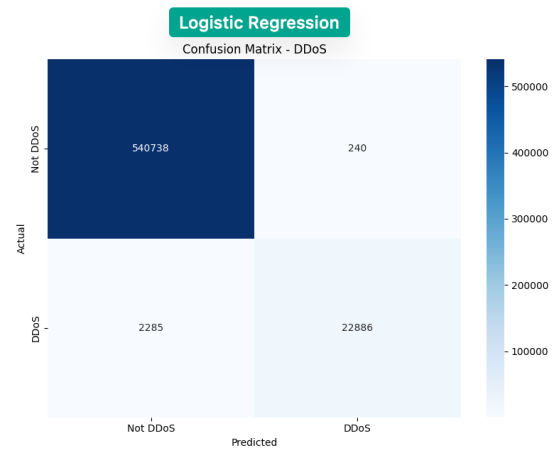 Logistic Regression
Confusion Matrix - DDoS
Not DDoS
540738
240
DDoS
2285
22886
Actual
Not DDoS
DDoS
Predicted
500000
400000
300000
200000
100000